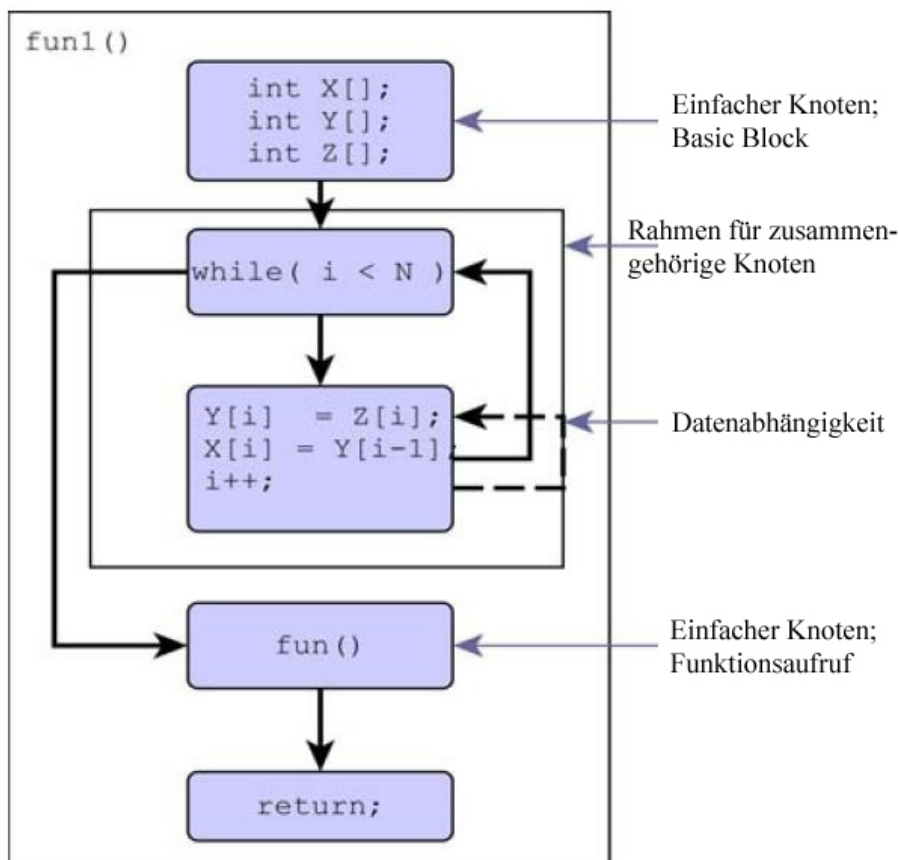 fun1()
int X[];
int Y[];
int Z[];
Einfacher Knoten;
Basic Block
Rahmen für zusammen-
gehörige Knoten
while( i < N )
Y[i]  = Z[i];
X[i] = Y[i-1];
i++;
Datenabhängigkeit
fun()
Einfacher Knoten;
Funktionsaufruf
return;